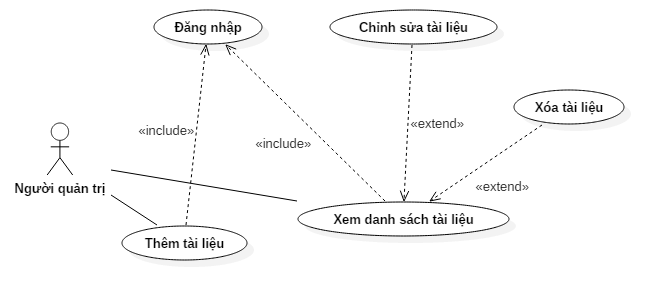 Đăng nhập
Chỉnh sửa tài liệu
Xóa tài liệu
«include»
«extend»
«include»
Người quản trị
«extend»
Xem danh sách tài liệu
Thêm tài liệu